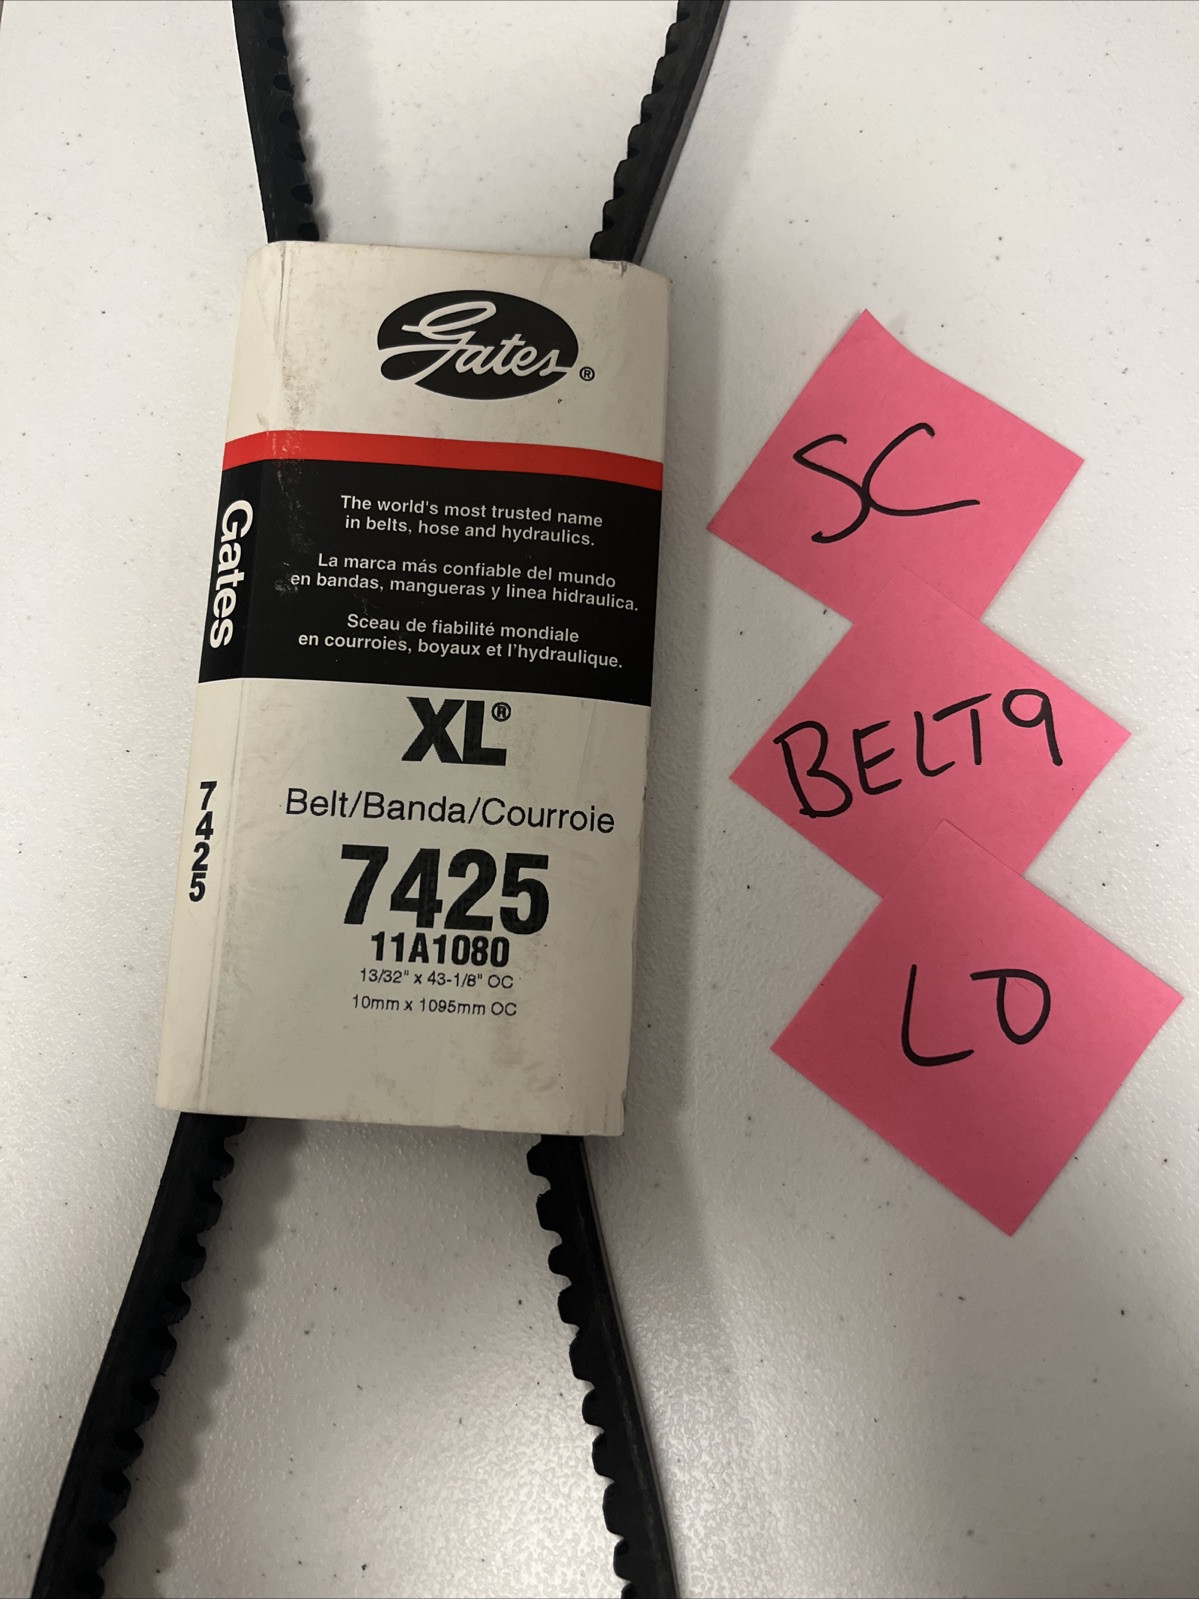 Gates®
The world's most trusted name
in belts, hose and hydraulics.
La marca más confiable del mundo
en bandas, mangueras y linea hidraulica.
Sceau de fiabilité mondiale
en courroies, boyaux et l'hydraulique.
XL®
Belt/Banda/Courroie
7425
11A1080
13/32" x 43-1/8" OC
10mm x 1095mm OC
Gates
7425
SC
BELT9
LO